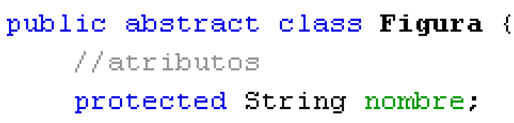 public abstract class Figura {
//atributos
protected String nombre;